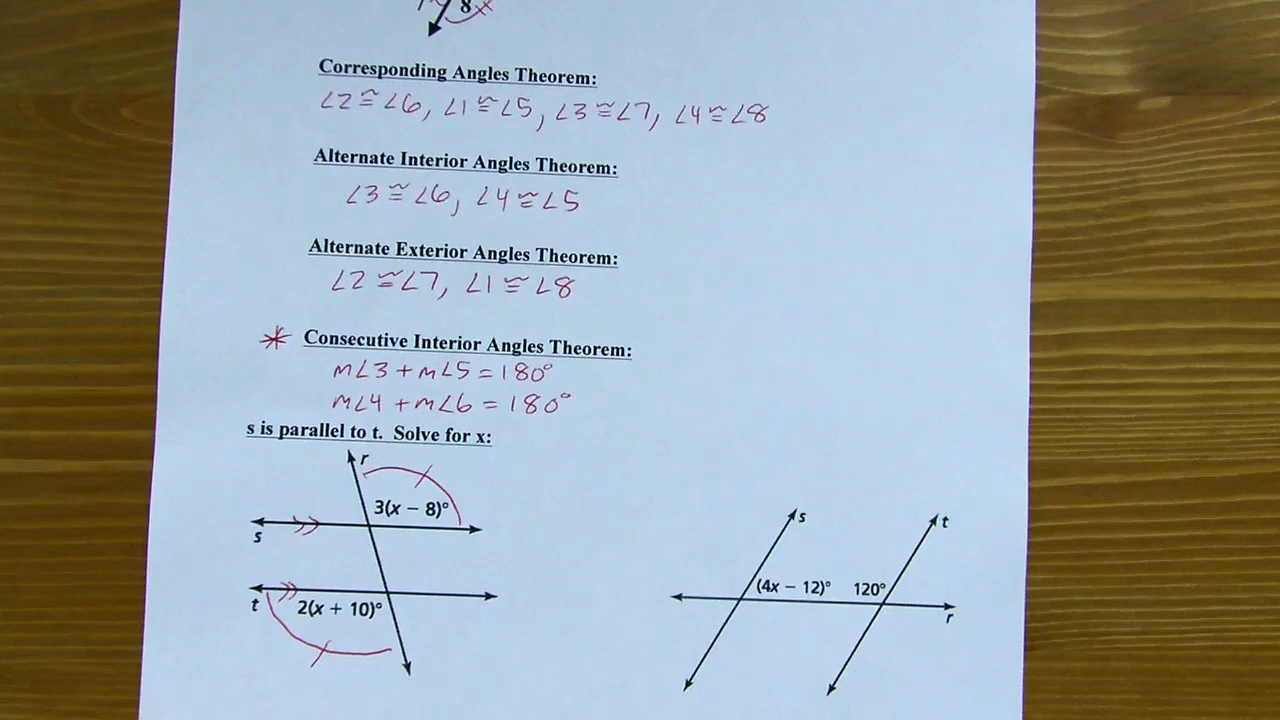 8x
Corresponding Angles Theorem:
∠2 ≅ ∠6, ∠1 ≅ ∠5, ∠3 ≅ ∠7, ∠4 ≅ ∠8
Alternate Interior Angles Theorem:
∠3 ≅ ∠6, ∠4 ≅ ∠5
Alternate Exterior Angles Theorem:
∠2 ≅ ∠7, ∠1 ≅ ∠8
* Consecutive Interior Angles Theorem:
m∠3 + m∠5 = 180°
m∠4 + m∠6 = 180°
s is parallel to t. Solve for x:
r
3(x − 8)°
s
t
2(x + 10)°
s
t
(4x − 12)°
120°
r